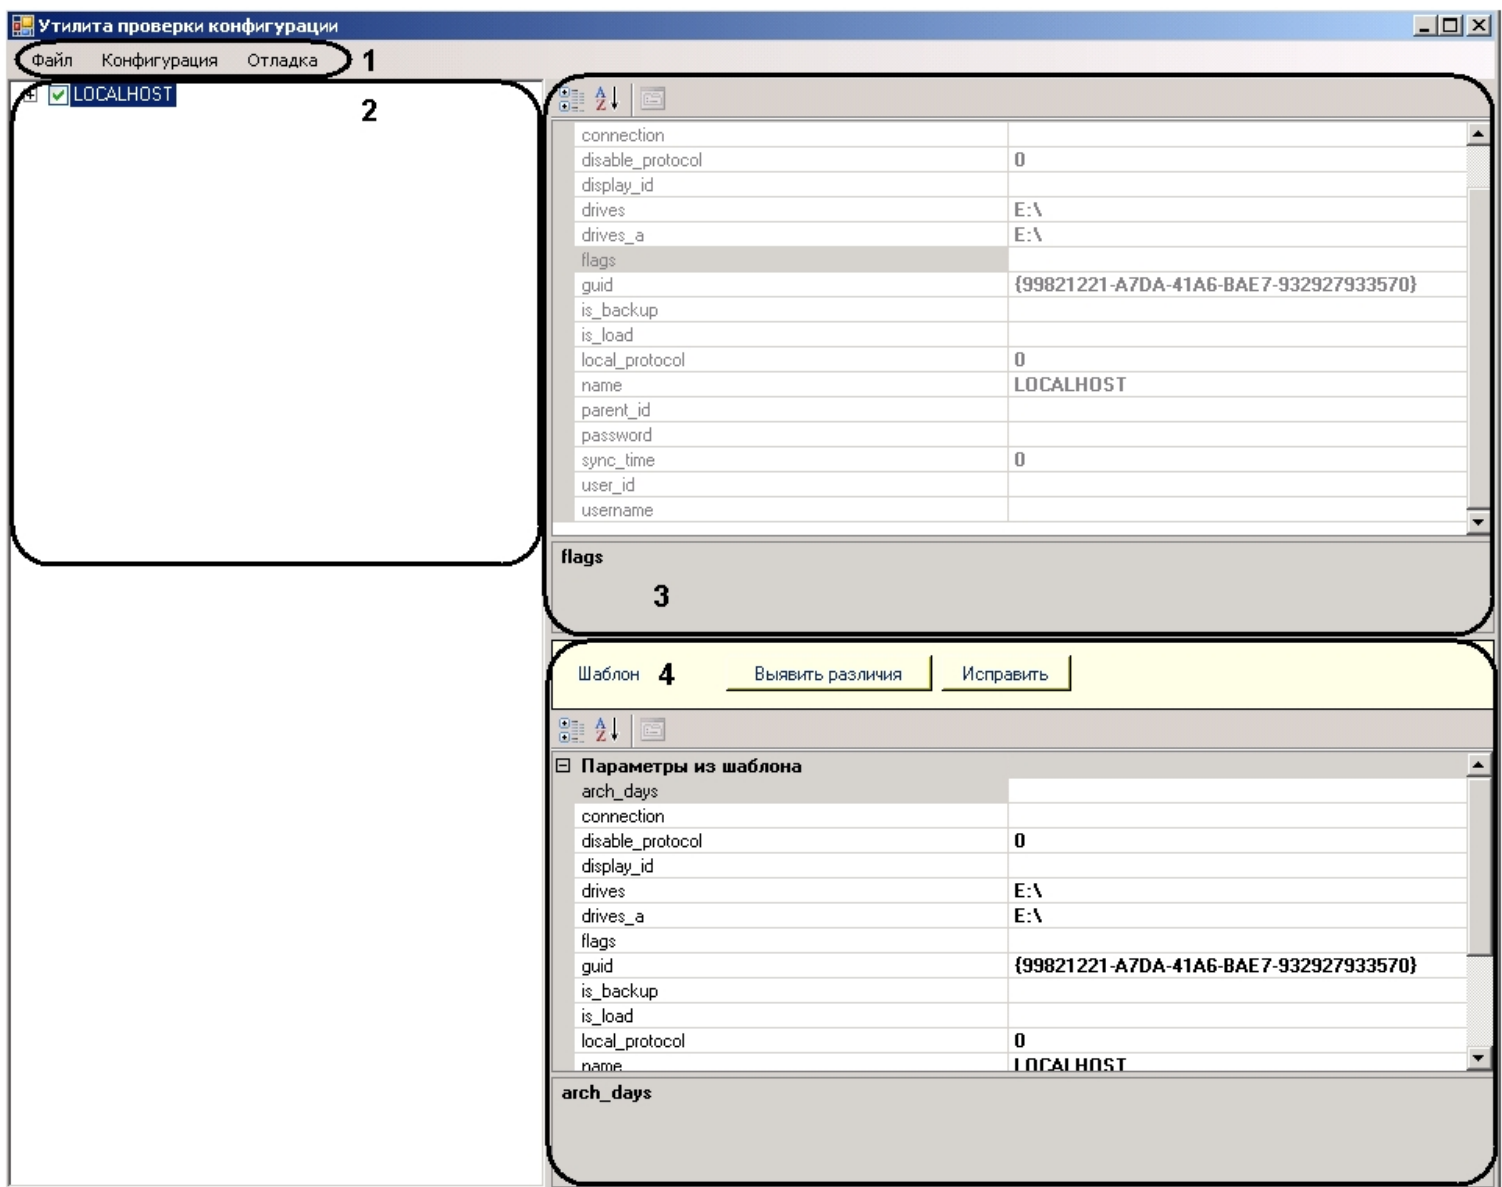 Утилита проверки конфигурации
Файл Конфигурация Отладка 1
LOCALHOST
2
connection
disable_protocol 0
display_id
drives E:\
drives_a E:\
flags
guid {99821221-A7DA-41A6-BAE7-932927933570}
is_backup
is_load
local_protocol 0
name LOCALHOST
parent_id
password
sync_time 0
user_id
username
flags
3
Шаблон 4 Выявить различия Исправить
Параметры из шаблона
arch_days
connection
disable_protocol 0
display_id
drives E:\
drives_a E:\
flags
guid {99821221-A7DA-41A6-BAE7-932927933570}
is_backup
is_load
local_protocol 0
name LOCALHOST
arch_days